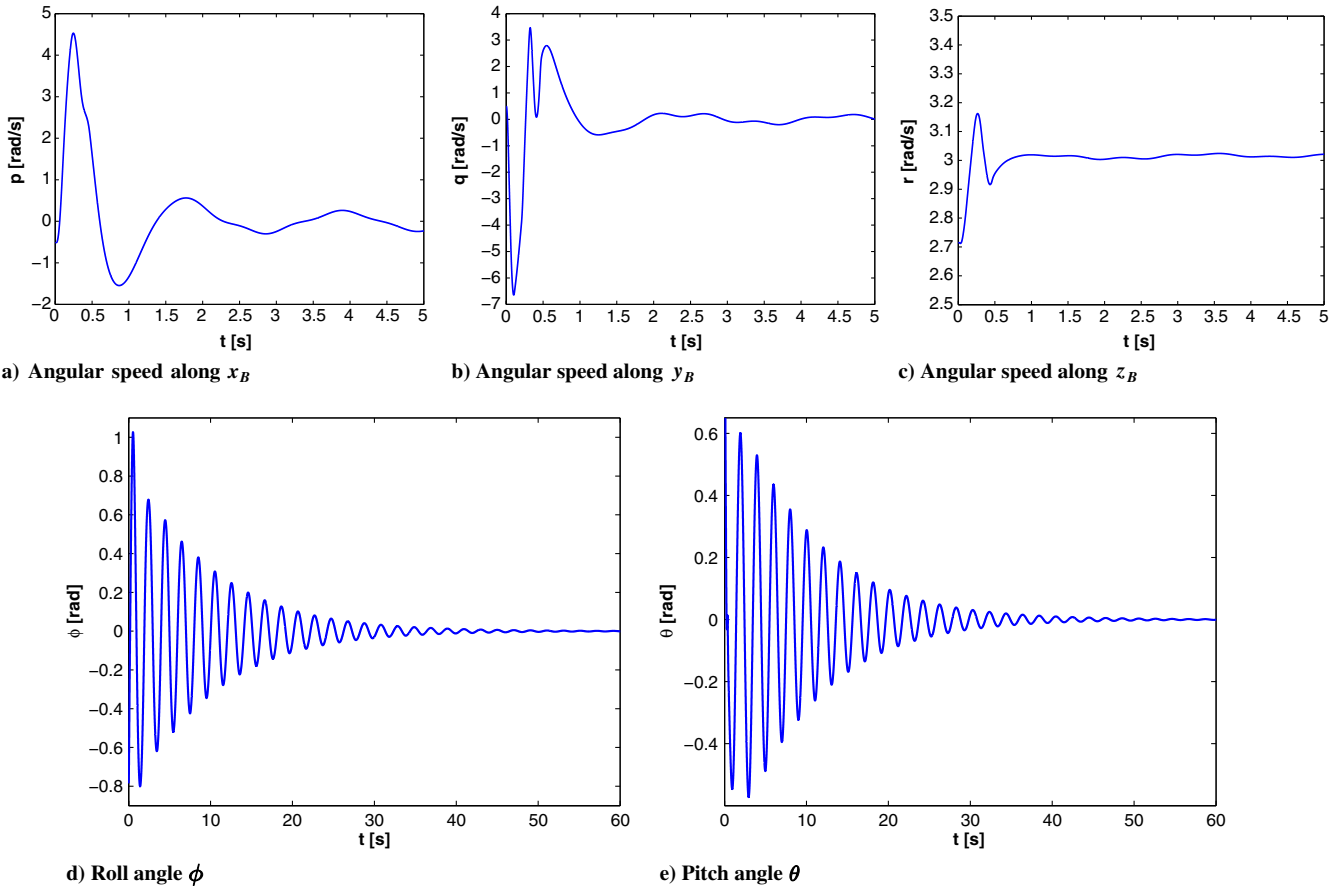 5
4
3
2
1
0
−1
−2
p [rad/s]
0 0.5 1 1.5 2 2.5 3 3.5 4 4.5 5
t [s]
a) Angular speed along x_B
4
3
2
1
0
−1
−2
−3
−4
−5
−6
−7
q [rad/s]
0 0.5 1 1.5 2 2.5 3 3.5 4 4.5 5
t [s]
b) Angular speed along y_B
3.5
3.4
3.3
3.2
3.1
3
2.9
2.8
2.7
2.6
2.5
r [rad/s]
0 0.5 1 1.5 2 2.5 3 3.5 4 4.5 5
t [s]
c) Angular speed along z_B
1
0.8
0.6
0.4
0.2
0
−0.2
−0.4
−0.6
−0.8
ϕ [rad]
0 10 20 30 40 50 60
t [s]
d) Roll angle ϕ
0.6
0.4
0.2
0
−0.2
−0.4
θ [rad]
0 10 20 30 40 50 60
t [s]
e) Pitch angle θ